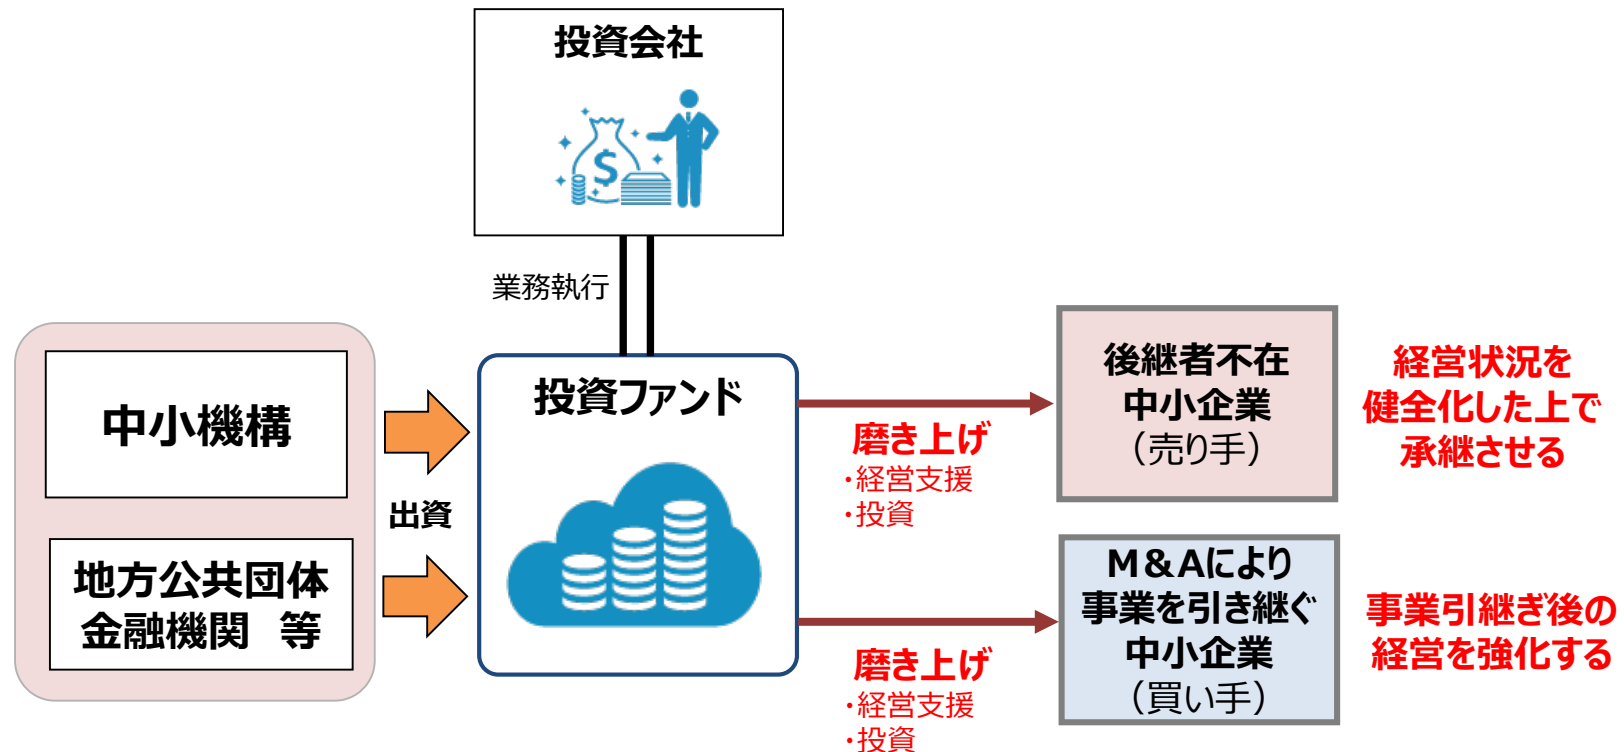 投資会社
$
業務執行
中小機構
地方公共団体
金融機関 等
出資
投資ファンド
磨き上げ
・経営支援
・投資
後継者不在
中小企業
（売り手）
経営状況を
健全化した上で
承継させる
磨き上げ
・経営支援
・投資
M&Aにより
事業を引き継ぐ
中小企業
（買い手）
事業引継ぎ後の
経営を強化する